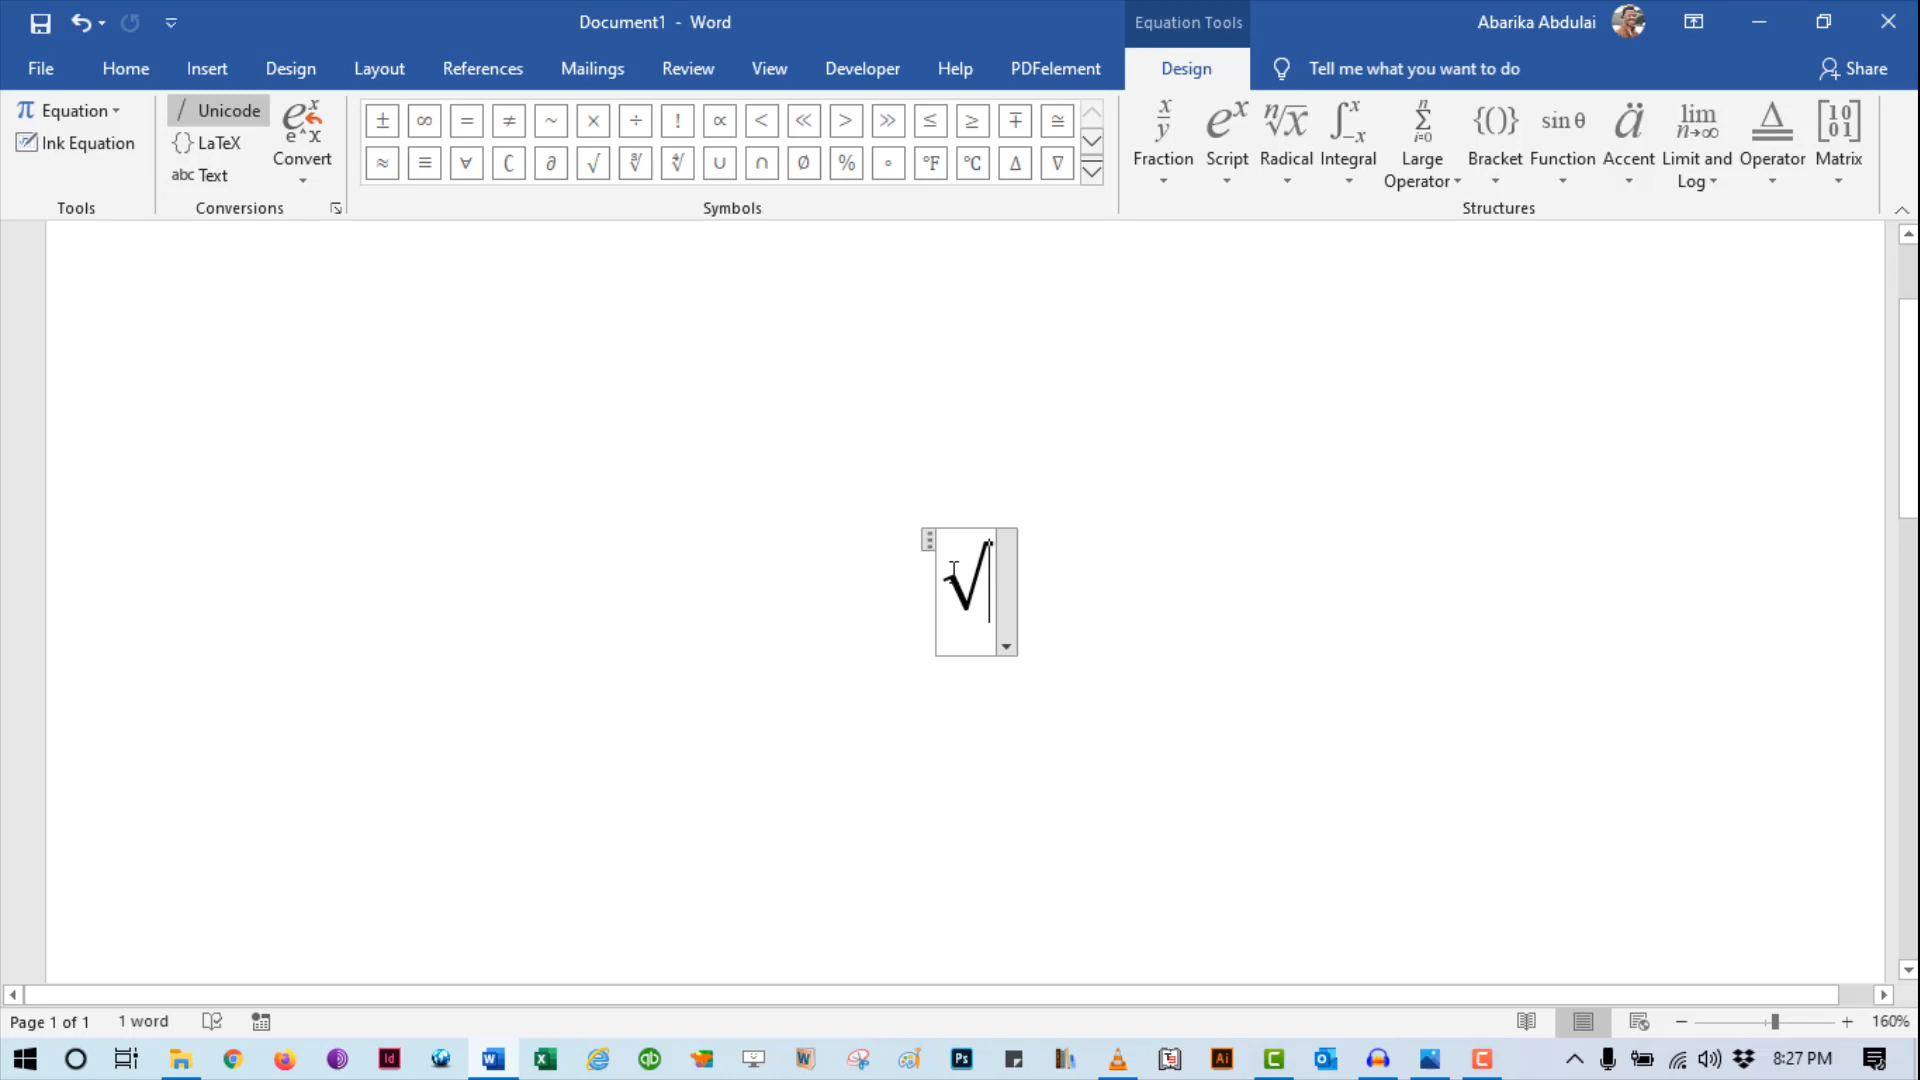 Document1 - Word
Equation Tools
Abarika Abdulai
File Home Insert Design Layout References Mailings Review View Developer Help PDFelement Design Tell me what you want to do Share
π Equation
Ink Equation
Tools
/ Unicode
{} LaTeX
abc Text
Convert
Conversions
± ∞ = ≠ ~ × ÷ ! ∝ < ≪ > ≫ ≤ ≥ ∓ ≅
≈ ≡ ∀ ∁ ∂ √ ∛ ∜ ∪ ∩ ∅ % ° °F °C ∆ ∇
Symbols
Fraction Script Radical Integral Large Operator Bracket Function Accent Limit and Log Operator Matrix
Structures
√
Page 1 of 1 1 word
160%
8:27 PM